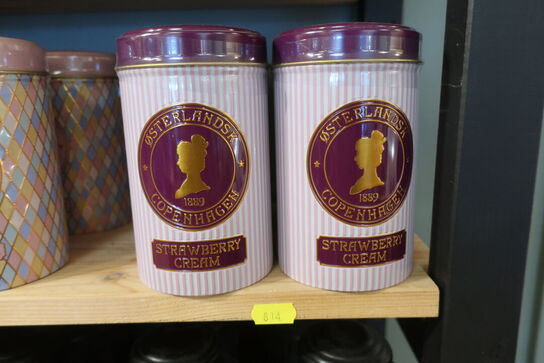 ØSTERLANDSK
1889
COPENHAGEN
STRAWBERRY
CREAM
ØSTERLANDSK
1889
COPENHAGEN
STRAWBERRY
CREAM
814